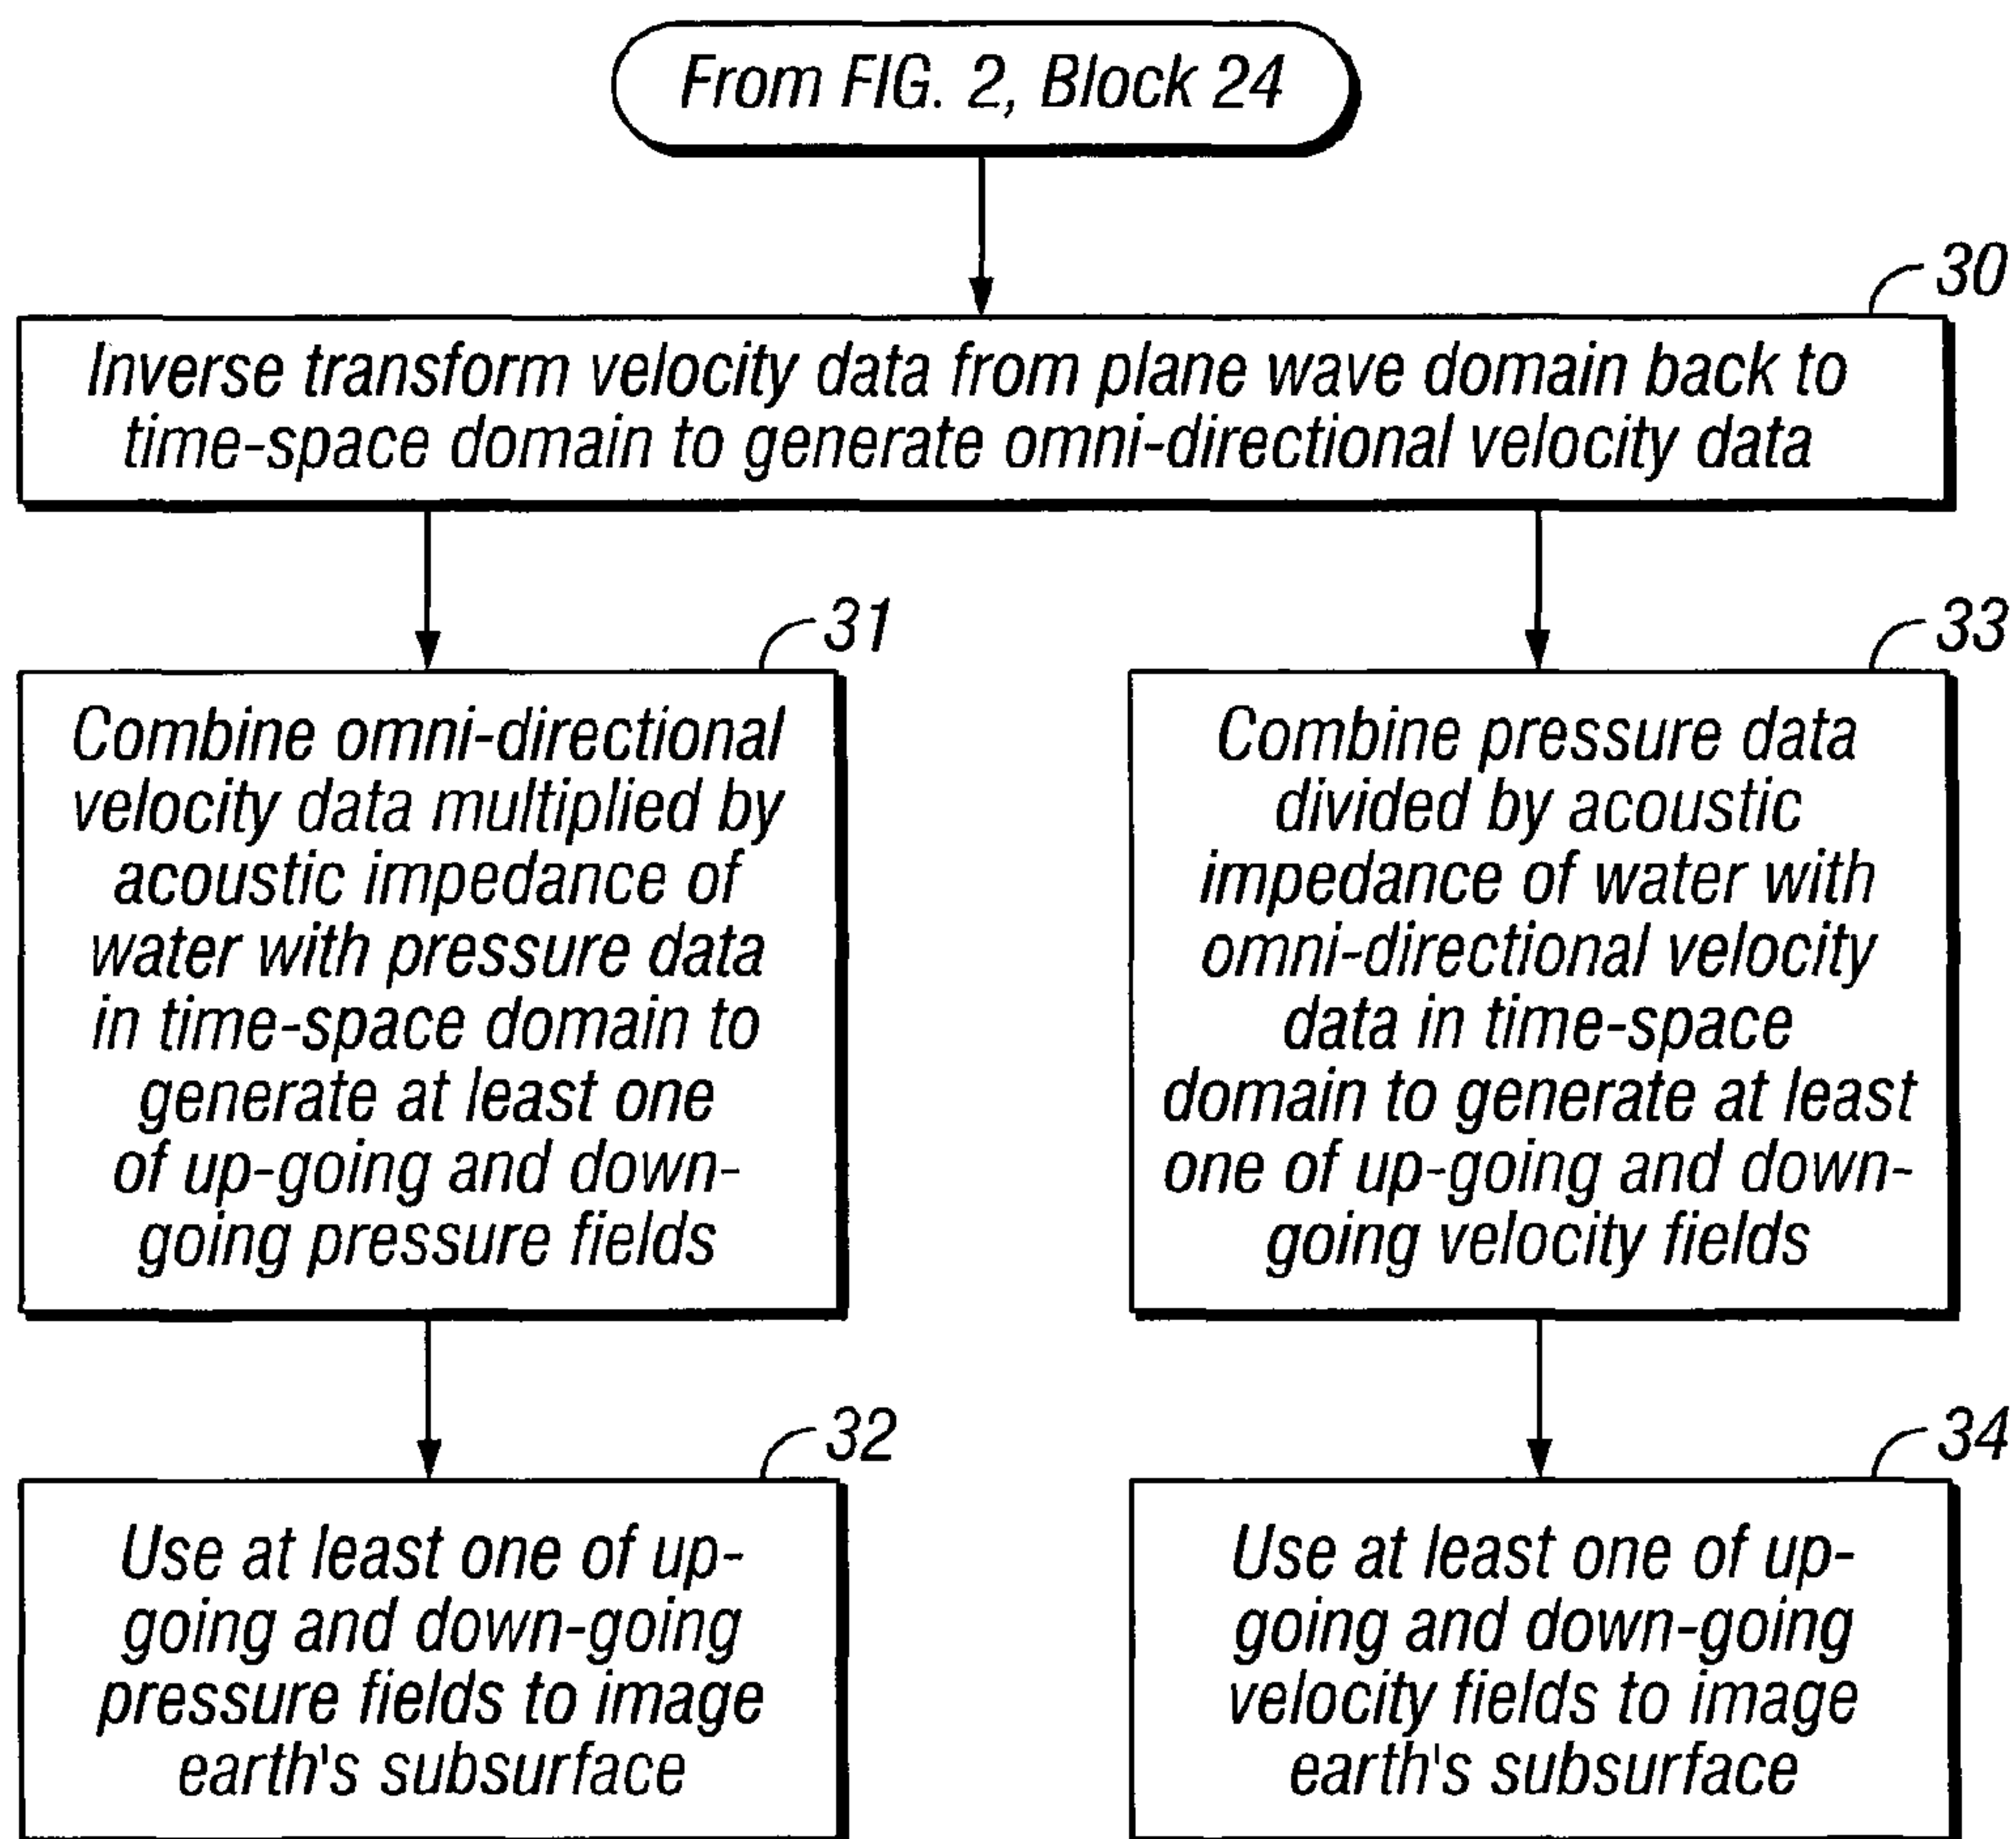 From FIG. 2, Block 24
30
Inverse transform velocity data from plane wave domain back to
time-space domain to generate omni-directional velocity data
31
Combine omni-directional
velocity data multiplied by
acoustic impedance of
water with pressure data
in time-space domain to
generate at least one
of up-going and down-
going pressure fields
33
Combine pressure data
divided by acoustic
impedance of water with
omni-directional velocity
data in time-space
domain to generate at least
one of up-going and down-
going velocity fields
32
Use at least one of up-
going and down-going
pressure fields to image
earth's subsurface
34
Use at least one of up-
going and down-going
velocity fields to image
earth's subsurface